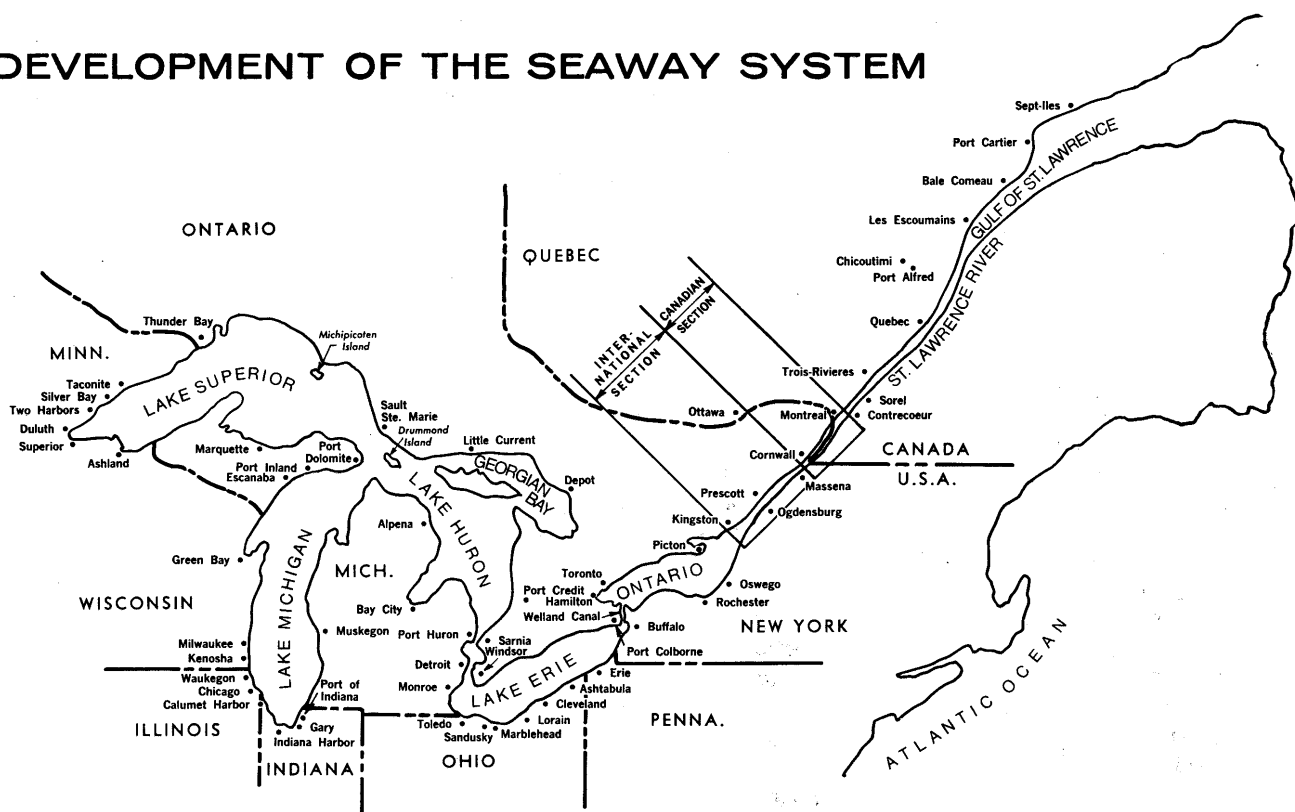 DEVELOPMENT OF THE SEAWAY SYSTEM
Sept-Iles
Port Cartier
GULF OF ST. LAWRENCE
Bale Comeau
Les Escoumains
ONTARIO
QUEBEC
Chicoutimi
Port Alfred
ST. LAWRENCE RIVER
CANADIAN
SECTION
INTER-
NATIONAL
SECTION
Quebec
Thunder Bay
Michipicoten
Island
MINN.
LAKE SUPERIOR
Taconite
Silver Bay
Two Harbors
Duluth
Superior
Ashland
Trois-Rivieres
Sorel
Contrecoeur
Montreal
Ottawa
Sault
Ste. Marie
Drummond
Island
Little Current
Marquette
Port
Dolomite
Port Inland
Escanaba
GEORGIAN
BAY
Depot
Cornwall
CANADA
U.S.A.
Massena
Prescott
Ogdensburg
Kingston
LAKE HURON
Alpena
Picton
Green Bay
LAKE MICHIGAN
MICH.
Toronto
ONTARIO
Port Credit
Hamilton
Oswego
Rochester
WISCONSIN
Bay City
Welland Canal
Buffalo
NEW YORK
Muskegon
Port Huron
Sarnia
Windsor
Port Colborne
Milwaukee
Kenosha
Detroit
LAKE ERIE
Erie
Waukegon
Chicago
Calumet Harbor
Port of
Indiana
Monroe
Ashtabula
Cleveland
Lorain
Marblehead
Sandusky
Toledo
PENNA.
ILLINOIS
Gary
Indiana Harbor
INDIANA
OHIO
ATLANTIC OCEAN